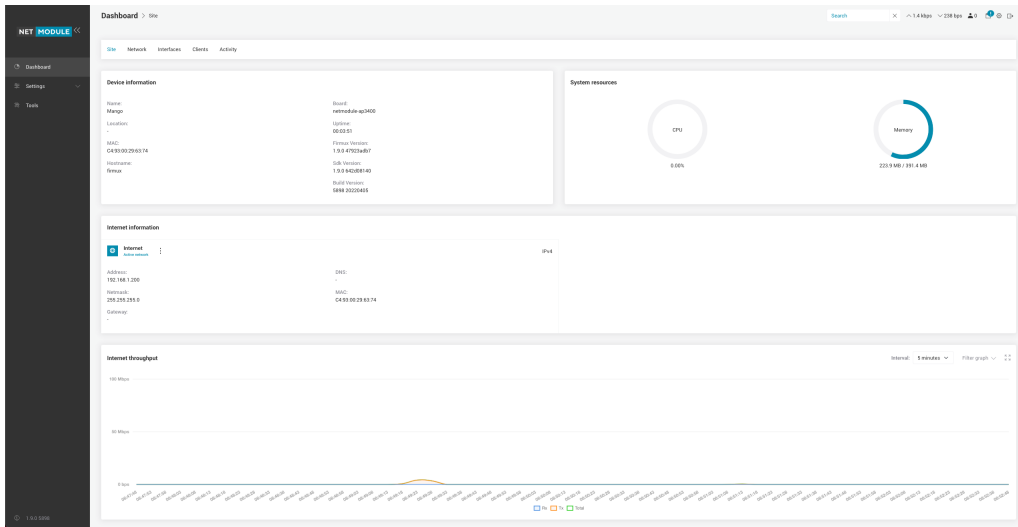 NET MODULE
Dashboard
Settings
Tools
1.9.0 5898
Dashboard > Site
Search
1.4 kbps
238 bps
0
Site Network Interfaces Clients Activity
Device information
Name:
Mango
Location:
-
MAC:
C4:93:00:29:63:74
Hostname:
firmux
Board:
netmodule-ap3400
Uptime:
00:03:51
Firmux Version:
1.9.0 47923adb7
Sdk Version:
1.9.0 642d08140
Build Version:
5898 20220405
System resources
CPU
0.00%
Memory
223.9 MB / 391.4 MB
Internet information
Internet
Active network
IPv4
Address:
192.168.1.200
Netmask:
255.255.255.0
Gateway:
-
DNS:
-
MAC:
C4:93:00:29:63:74
Internet throughput
Interval: 5 minutes
Filter graph
100 Mbps
50 Mbps
0 bps
Rx Tx Total